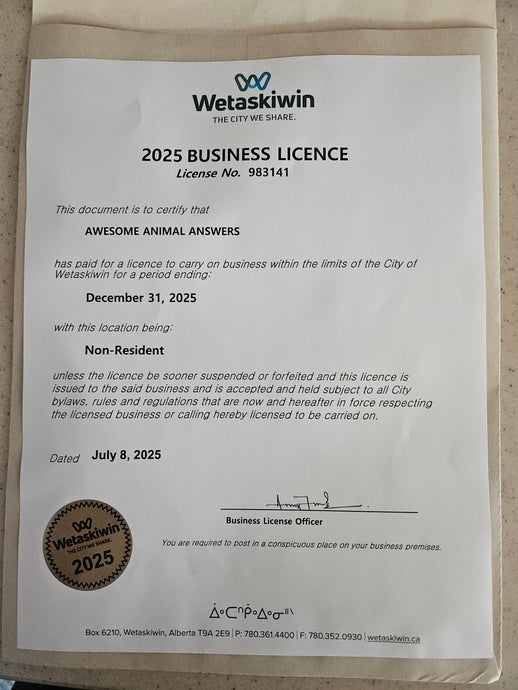 Wetaskiwin
THE CITY WE SHARE.
2025 BUSINESS LICENCE
License No. 983141
This document is to certify that
AWESOME ANIMAL ANSWERS
has paid for a licence to carry on business within the limits of the City of
Wetaskiwin for a period ending:
December 31, 2025
with this location being:
Non-Resident
unless the licence be sooner suspended or forfeited and this licence is
issued to the said business and is accepted and held subject to all City
bylaws, rules and regulations that are now and hereafter in force respecting
the licensed business or calling hereby licensed to be carried on.
Dated July 8, 2025
Business License Officer
You are required to post in a conspicuous place on your business premises.
Wetaskiwin
THE CITY WE SHARE.
2025
Box 6210, Wetaskiwin, Alberta T9A 2E9 | P: 780.361.4400 | F: 780.352.0930 | wetaskiwin.ca